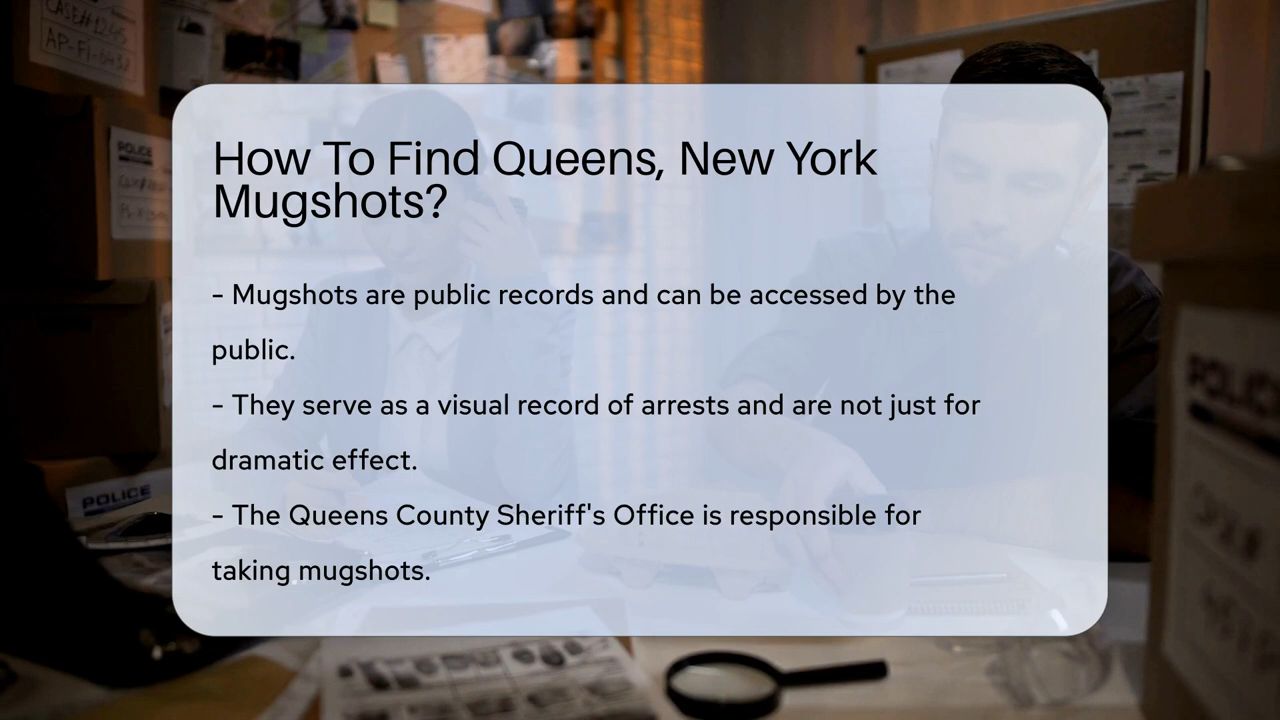 CASE#1245
How To Find Queens, New York
Mugshots?
- Mugshots are public records and can be accessed by the
public.
- They serve as a visual record of arrests and are not just for
dramatic effect.
- The Queens County Sheriff's Office is responsible for
taking mugshots.
POLICE
POLICE